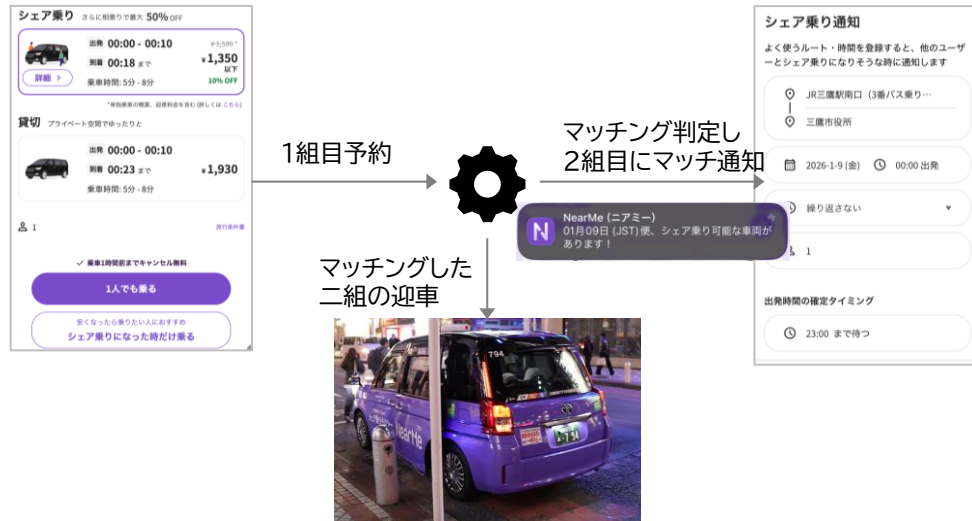 シェア乗り さらに相乗りで最大 50% OFF
出発 00:00 - 00:10
¥1,500 *
到着 00:18 まで
¥1,350
以下
詳細 >
乗車時間: 5分 - 8分
10% OFF
貸切 プライベート空間でゆったりと
出発 00:00 - 00:10
到着 00:23 まで
¥1,930
乗車時間: 5分 - 8分
1
旅行条件書
✓ 乗車1時間前までキャンセル無料
1人でも乗る
安くなったら乗りたい人におすすめ
シェア乗りになった時だけ乗る
1組目予約
マッチング判定し
2組目にマッチ通知
NearMe (ニアミー)
01月09日 (JST) 便、シェア乗り可能な車両が
あります！
マッチングした
二組の迎車
794
NearMe
シェア乗り通知
よく使うルート・時間を登録すると、他のユーザ
ーとシェア乗りになりそうな時に通知します
JR三鷹駅南口（3番バス乗り…
三鷹市役所
2026-1-9 (金) 00:00 出発
繰り返さない
1
出発時間の確定タイミング
23:00 まで待つ